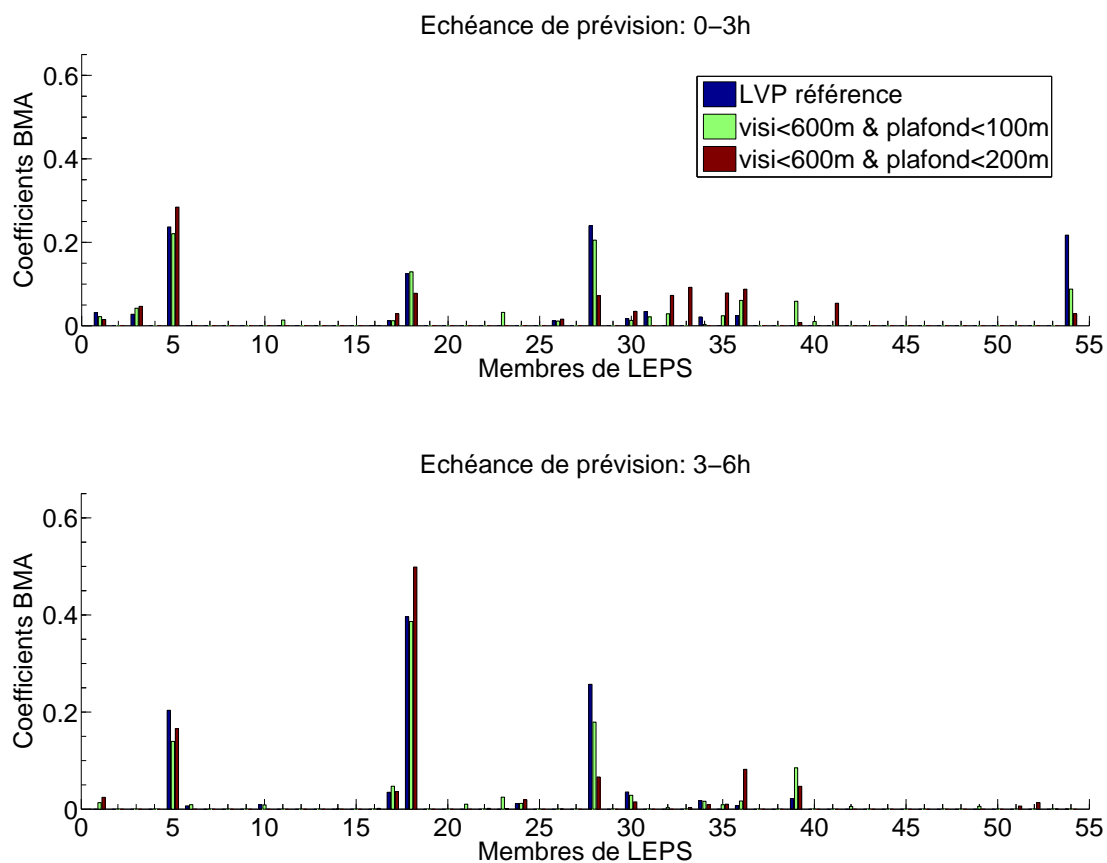 Echéance de prévision: 0−3h
0.6
0.4
0.2
0
Coefficients BMA
LVP référence
visi<600m & plafond<100m
visi<600m & plafond<200m
0 5 10 15 20 25 30 35 40 45 50 55
Membres de LEPS
Echéance de prévision: 3−6h
0.6
0.4
0.2
0
Coefficients BMA
0 5 10 15 20 25 30 35 40 45 50 55
Membres de LEPS